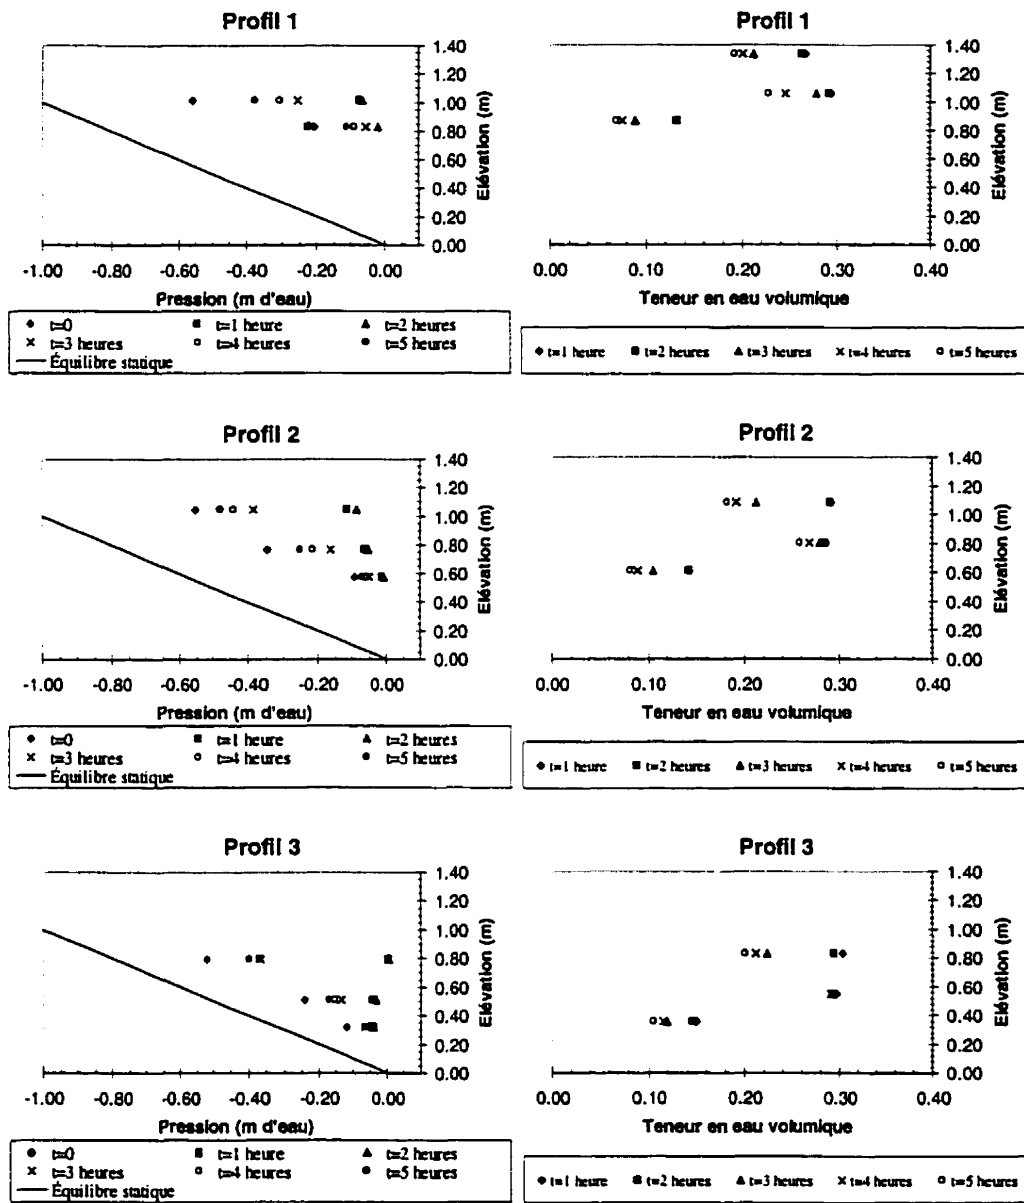 Profil 1
1.40
1.20
1.00
0.80
0.60
0.40
0.20
0.00
Elévation (m)
-1.00 -0.80 -0.60 -0.40 -0.20 0.00
Pression (m d'eau)
t=0 t=1 heure t=2 heures
t=3 heures t=4 heures t=5 heures
Équilibre statique
Profil 1
1.40
1.20
1.00
0.80
0.60
0.40
0.20
0.00
Elévation (m)
0.00 0.10 0.20 0.30 0.40
Teneur en eau volumique
t=1 heure t=2 heures t=3 heures t=4 heures t=5 heures
Profil 2
1.40
1.20
1.00
0.80
0.60
0.40
0.20
0.00
Elévation (m)
-1.00 -0.80 -0.60 -0.40 -0.20 0.00
Pression (m d'eau)
t=0 t=1 heure t=2 heures
t=3 heures t=4 heures t=5 heures
Équilibre statique
Profil 2
1.40
1.20
1.00
0.80
0.60
0.40
0.20
0.00
Elévation (m)
0.00 0.10 0.20 0.30 0.40
Teneur en eau volumique
t=1 heure t=2 heures t=3 heures t=4 heures t=5 heures
Profil 3
1.40
1.20
1.00
0.80
0.60
0.40
0.20
0.00
Elévation (m)
-1.00 -0.80 -0.60 -0.40 -0.20 0.00
Pression (m d'eau)
t=0 t=1 heure t=2 heures
t=3 heures t=4 heures t=5 heures
Équilibre statique
Profil 3
1.40
1.20
1.00
0.80
0.60
0.40
0.20
0.00
Elévation (m)
0.00 0.10 0.20 0.30 0.40
Teneur en eau volumique
t=1 heure t=2 heures t=3 heures t=4 heures t=5 heures